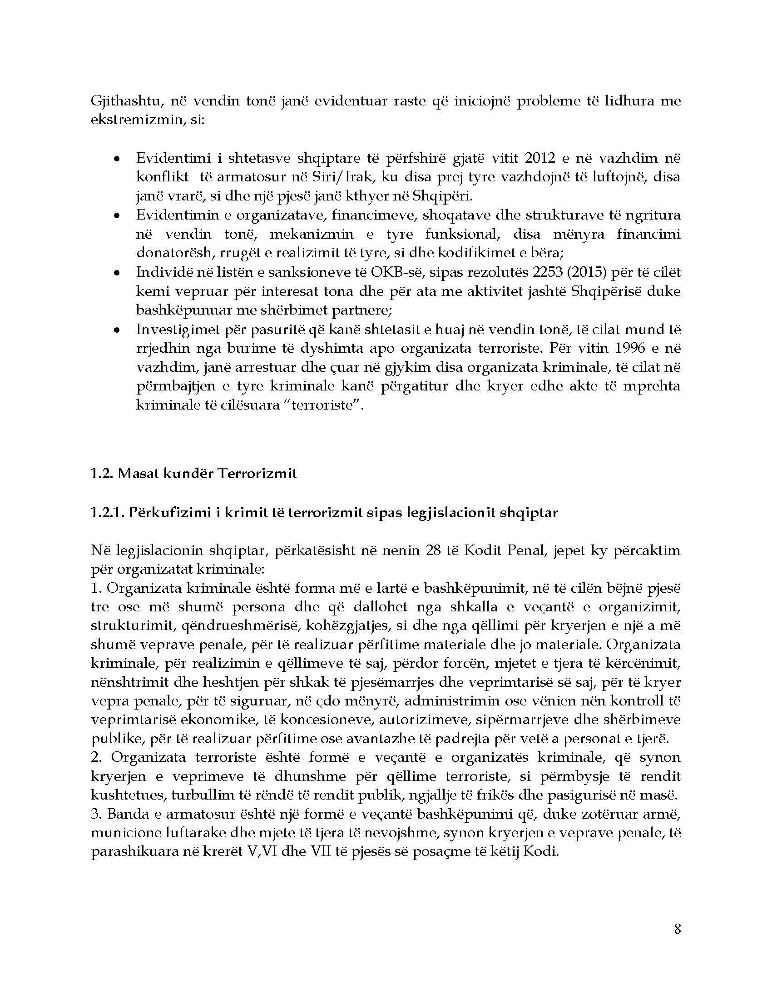 Gjithashtu, në vendin tonë janë evidentuar raste që iniciojnë probleme të lidhura me
ekstremizmin, si:
• Evidentimi i shtetasve shqiptare të përfshirë gjatë vitit 2012 e në vazhdim në
konflikt të armatosur në Siri/Irak, ku disa prej tyre vazhdojnë të luftojnë, disa
janë vrarë, si dhe një pjesë janë kthyer në Shqipëri.
• Evidentimin e organizatave, financimeve, shoqatave dhe strukturave të ngritura
në vendin tonë, mekanizmin e tyre funksional, disa mënyra financimi
donatorësh, rrugët e realizimit të tyre, si dhe kodifikimet e bëra;
• Individë në listën e sanksioneve të OKB-së, sipas rezolutës 2253 (2015) për të cilët
kemi vepruar për interesat tona dhe për ata me aktivitet jashtë Shqipërisë duke
bashkëpunuar me shërbimet partnere;
• Investigimet për pasuritë që kanë shtetasit e huaj në vendin tonë, të cilat mund të
rrjedhin nga burime të dyshimta apo organizata terroriste. Për vitin 1996 e në
vazhdim, janë arrestuar dhe çuar në gjykim disa organizata kriminale, të cilat në
përmbajtjen e tyre kriminale kanë përgatitur dhe kryer edhe akte të mprehta
kriminale të cilësuara “terroriste”.
1.2. Masat kundër Terrorizmit
1.2.1. Përkufizimi i krimit të terrorizmit sipas legjislacionit shqiptar
Në legjislacionin shqiptar, përkatësisht në nenin 28 të Kodit Penal, jepet ky përcaktim
për organizatat kriminale:
1. Organizata kriminale është forma më e lartë e bashkëpunimit, në të cilën bëjnë pjesë
tre ose më shumë persona dhe që dallohet nga shkalla e veçantë e organizimit,
strukturimit, qëndrueshmërisë, kohëzgjatjes, si dhe nga qëllimi për kryerjen e një a më
shumë veprave penale, për të realizuar përfitime materiale dhe jo materiale. Organizata
kriminale, për realizimin e qëllimeve të saj, përdor forcën, mjetet e tjera të kërcënimit,
nënshtrimit dhe heshtjen për shkak të pjesëmarrjes dhe veprimtarisë së saj, për të kryer
vepra penale, për të siguruar, në çdo mënyrë, administrimin ose vënien nën kontroll të
veprimtarisë ekonomike, të koncesioneve, autorizimeve, sipërmarrjeve dhe shërbimeve
publike, për të realizuar përfitime ose avantazhe të padrejta për vetë a personat e tjerë.
2. Organizata terroriste është formë e veçantë e organizatës kriminale, që synon
kryerjen e veprimeve të dhunshme për qëllime terroriste, si përmbysje të rendit
kushtetues, turbullim të rëndë të rendit publik, ngjallje të frikës dhe pasigurisë në masë.
3. Banda e armatosur është një formë e veçantë bashkëpunimi që, duke zotëruar armë,
municione luftarake dhe mjete të tjera të nevojshme, synon kryerjen e veprave penale, të
parashikuara në krerët V,VI dhe VII të pjesës së posaçme të këtij Kodi.
8